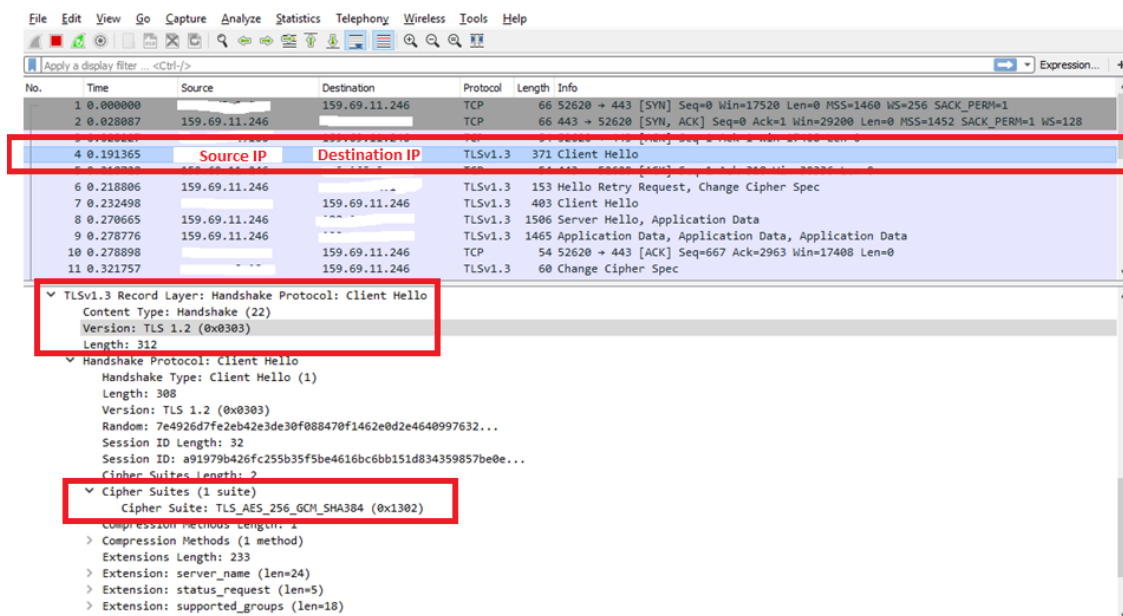 File Edit View Go Capture Analyze Statistics Telephony Wireless Tools Help
Apply a display filter ... <Ctrl-/> Expression... +
No. Time Source Destination Protocol Length Info
1 0.000000 159.69.11.246 TCP 66 52620 → 443 [SYN] Seq=0 Win=17520 Len=0 MSS=1460 WS=256 SACK_PERM=1
2 0.028087 159.69.11.246 TCP 66 443 → 52620 [SYN, ACK] Seq=0 Ack=1 Win=29200 Len=0 MSS=1452 SACK_PERM=1 WS=128
4 0.191365 Source IP Destination IP TLSv1.3 371 Client Hello
6 0.218806 159.69.11.246 TLSv1.3 153 Hello Retry Request, Change Cipher Spec
7 0.232498 159.69.11.246 TLSv1.3 403 Client Hello
8 0.270665 159.69.11.246 TLSv1.3 1506 Server Hello, Application Data
9 0.278776 159.69.11.246 TLSv1.3 1465 Application Data, Application Data, Application Data
10 0.278898 159.69.11.246 TCP 54 52620 → 443 [ACK] Seq=667 Ack=2963 Win=17408 Len=0
11 0.321757 159.69.11.246 TLSv1.3 60 Change Cipher Spec
TLSv1.3 Record Layer: Handshake Protocol: Client Hello
Content Type: Handshake (22)
Version: TLS 1.2 (0x0303)
Length: 312
Handshake Protocol: Client Hello
Handshake Type: Client Hello (1)
Length: 308
Version: TLS 1.2 (0x0303)
Random: 7e4926d7fe2eb42e3de30f088470f1462e0d2e4640997632...
Session ID Length: 32
Session ID: a91979b426fc255b35f5be4616bc6bb151d834359857be0e...
Cipher Suites Length: 2
Cipher Suites (1 suite)
Cipher Suite: TLS_AES_256_GCM_SHA384 (0x1302)
Compression Methods Length: 1
Compression Methods (1 method)
Extensions Length: 233
Extension: server_name (len=24)
Extension: status_request (len=5)
Extension: supported_groups (len=18)